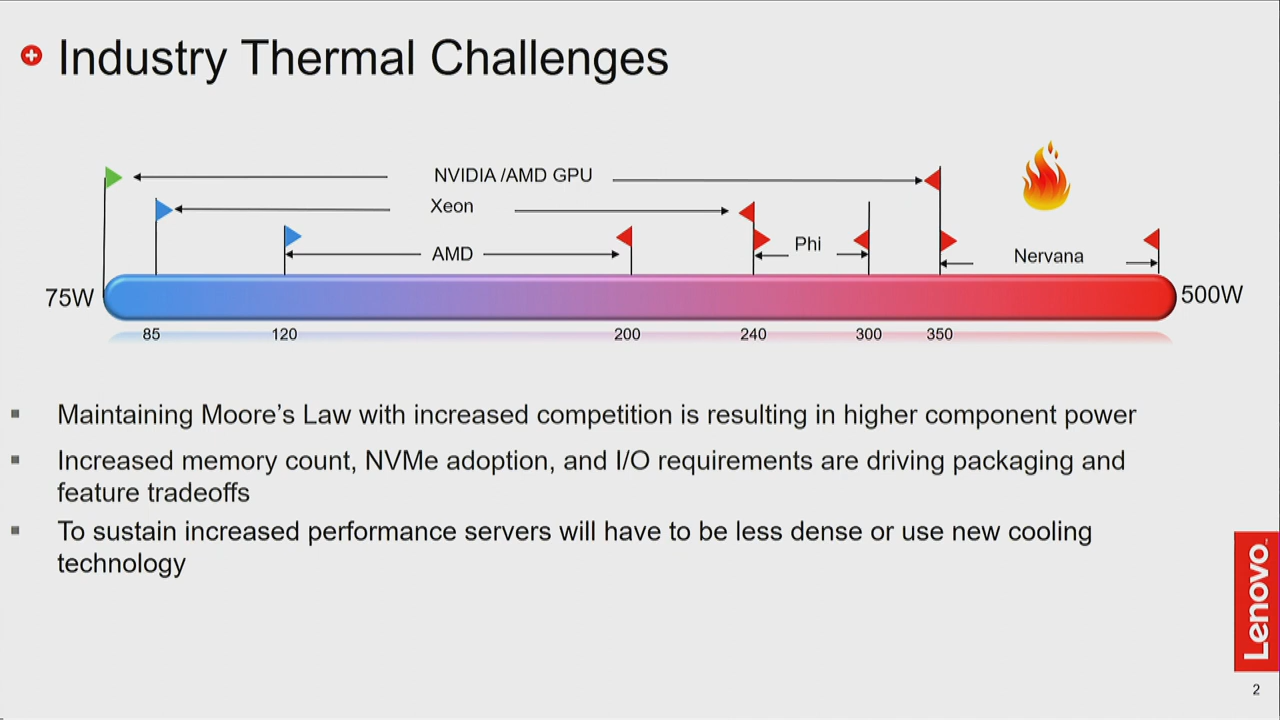 Industry Thermal Challenges
NVIDIA /AMD GPU
Xeon
AMD
Phi
Nervana
75W
500W
85
120
200
240
300
350
Maintaining Moore’s Law with increased competition is resulting in higher component power
Increased memory count, NVMe adoption, and I/O requirements are driving packaging and
feature tradeoffs
To sustain increased performance servers will have to be less dense or use new cooling
technology
Lenovo
2